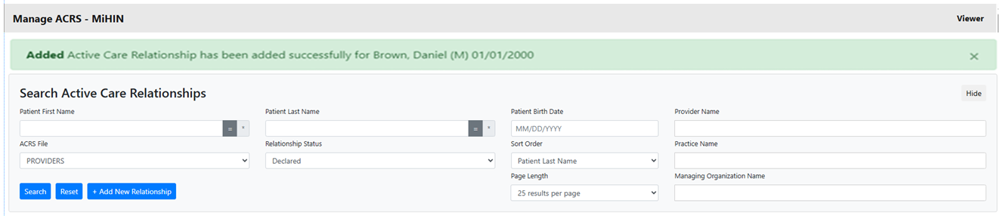 Manage ACRS - MiHIN
Viewer
Added Active Care Relationship has been added successfully for Brown, Daniel (M) 01/01/2000 ×
Search Active Care Relationships
Hide
Patient First Name
Patient Last Name
Patient Birth Date
Provider Name
= *
= *
MM/DD/YYYY
ACRS File
Relationship Status
Sort Order
Practice Name
PROVIDERS
Declared
Patient Last Name
Page Length
Managing Organization Name
Search
Reset
+ Add New Relationship
25 results per page